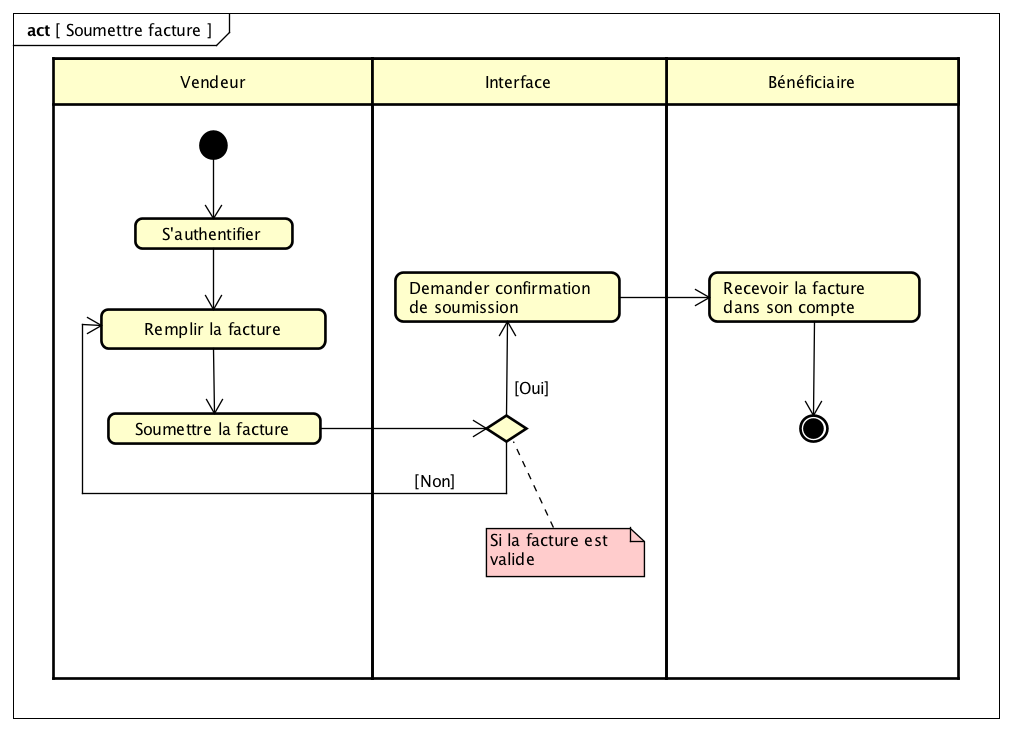 act [ Soumettre facture ]
Vendeur
Interface
Bénéficiaire
S'authentifier
Demander confirmation
de soumission
Recevoir la facture
dans son compte
Remplir la facture
[Oui]
Soumettre la facture
[Non]
Si la facture est
valide